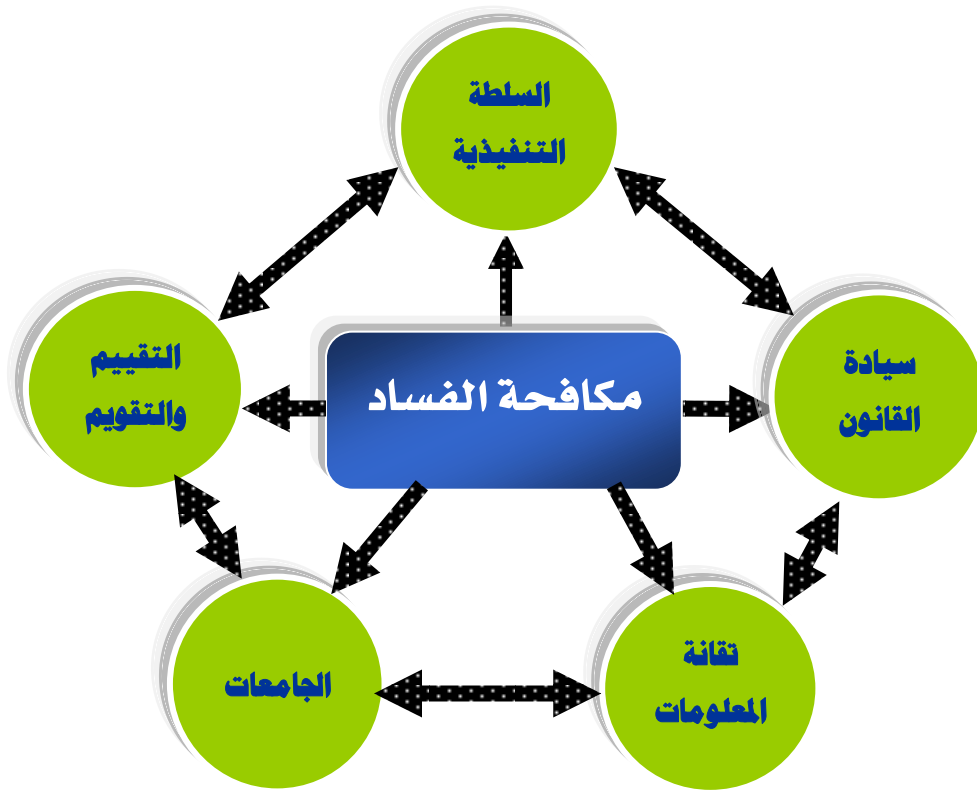 السلطة
التنفيذية
سيادة
القانون
التقييم
والتقويم
مكافحة الفساد
تقانة
المعلومات
الجامعات